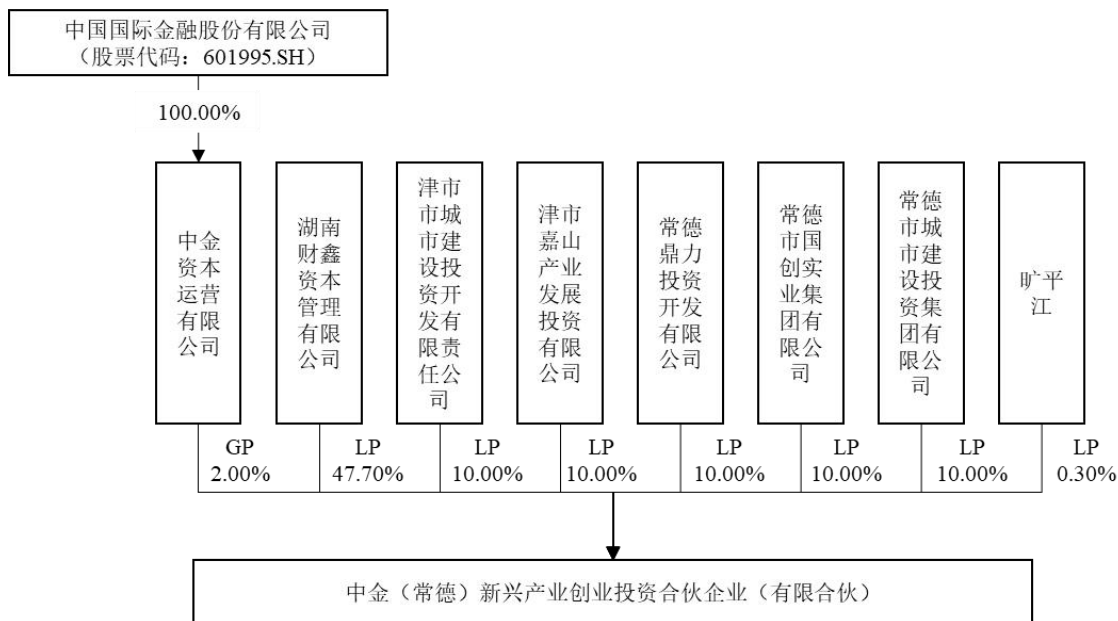 中国国际金融股份有限公司
（股票代码：601995.SH）
100.00%
中金
资本
运营
有限
公司
湖南
财鑫
资本
管理
有限
公司
津市
市城
市建
设投
资开
发有
限责
任公
司
津市
嘉山
产业
发展
投资
有限
公司
常德
鼎力
投资
开发
有限
公司
常德
市国
创实
业集
团有
限公
司
常德
市城
市建
设投
资集
团有
限公
司
旷平
江
GP
2.00%
LP
47.70%
LP
10.00%
LP
10.00%
LP
10.00%
LP
10.00%
LP
10.00%
LP
0.30%
中金（常德）新兴产业创业投资合伙企业（有限合伙）